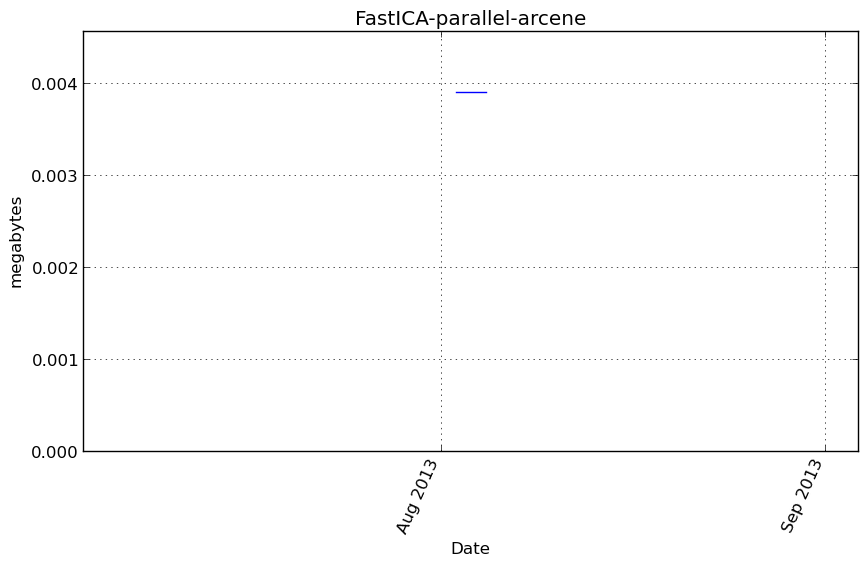 FastICA-parallel-arcene
0.004
0.003
0.002
0.001
0.000
megabytes
Aug 2013
Sep 2013
Date